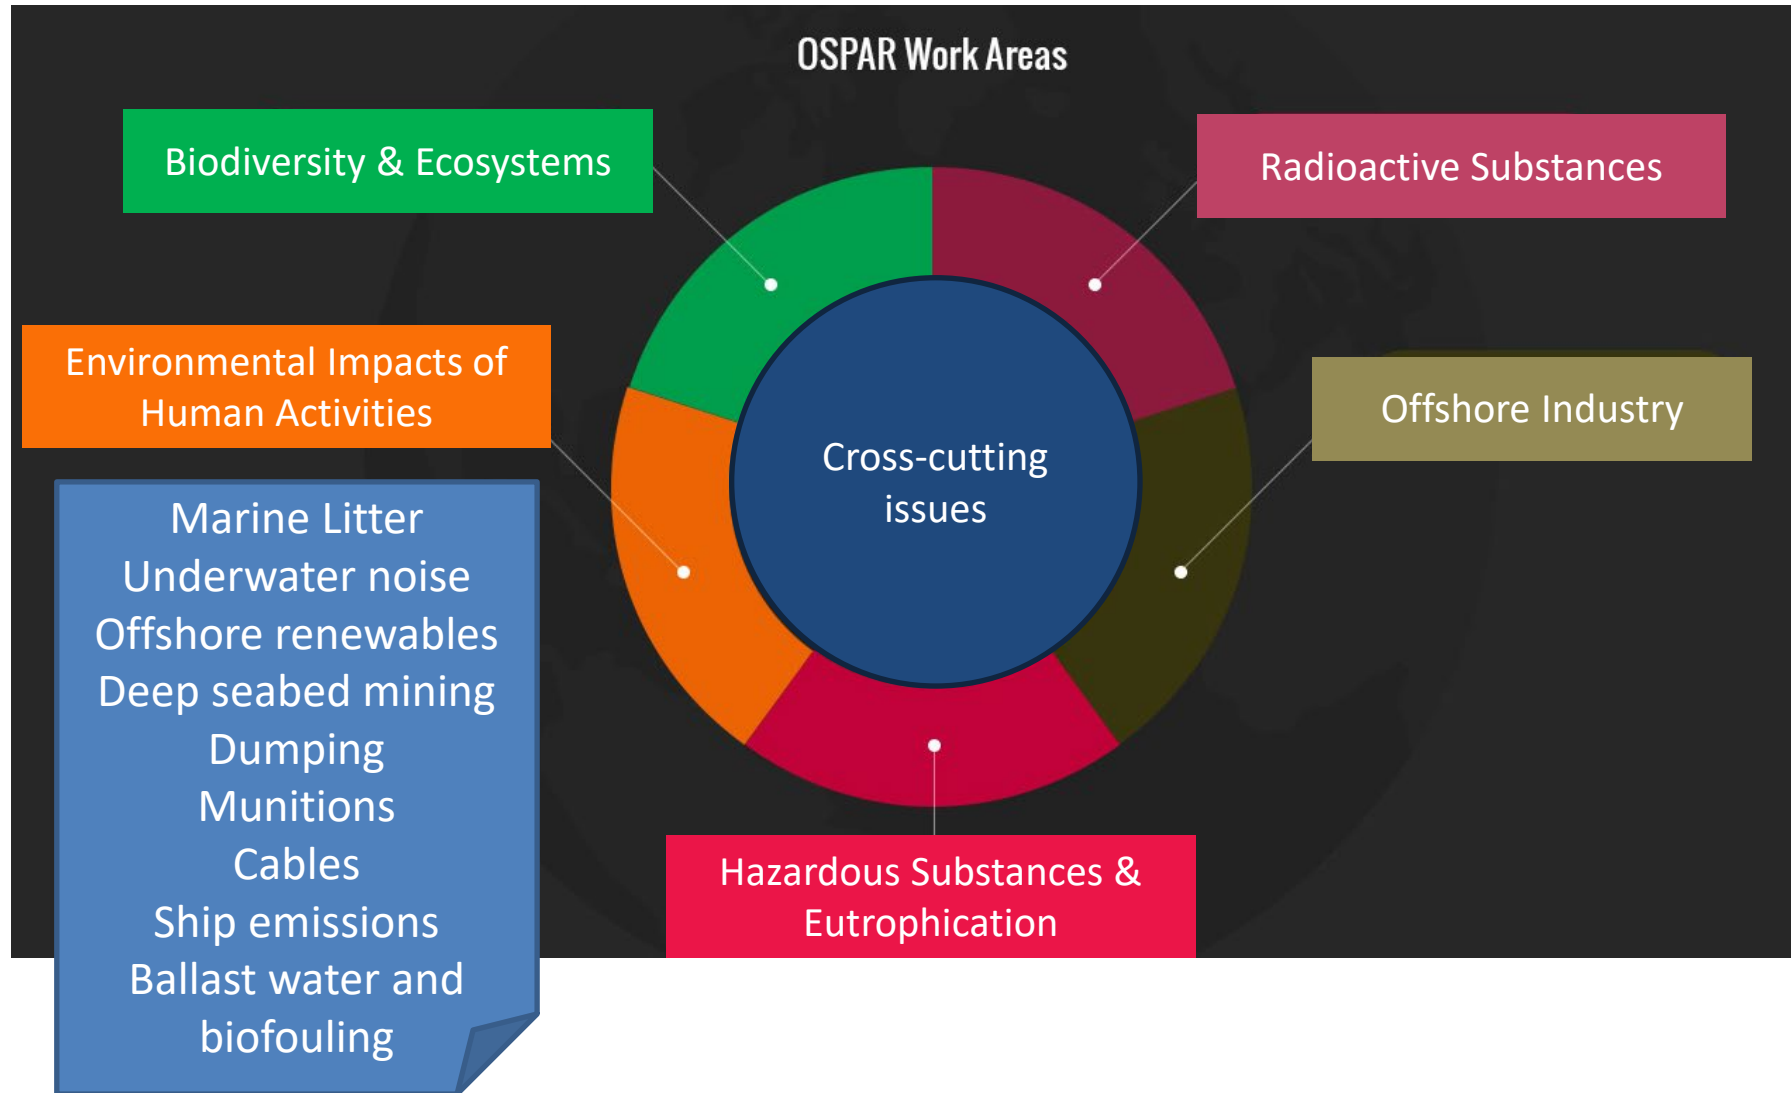 OSPAR Work Areas
Biodiversity & Ecosystems
Radioactive Substances
Environmental Impacts of
Human Activities
Offshore Industry
Cross-cutting
issues
Marine Litter
Underwater noise
Offshore renewables
Deep seabed mining
Dumping
Munitions
Cables
Ship emissions
Ballast water and
biofouling
Hazardous Substances &
Eutrophication